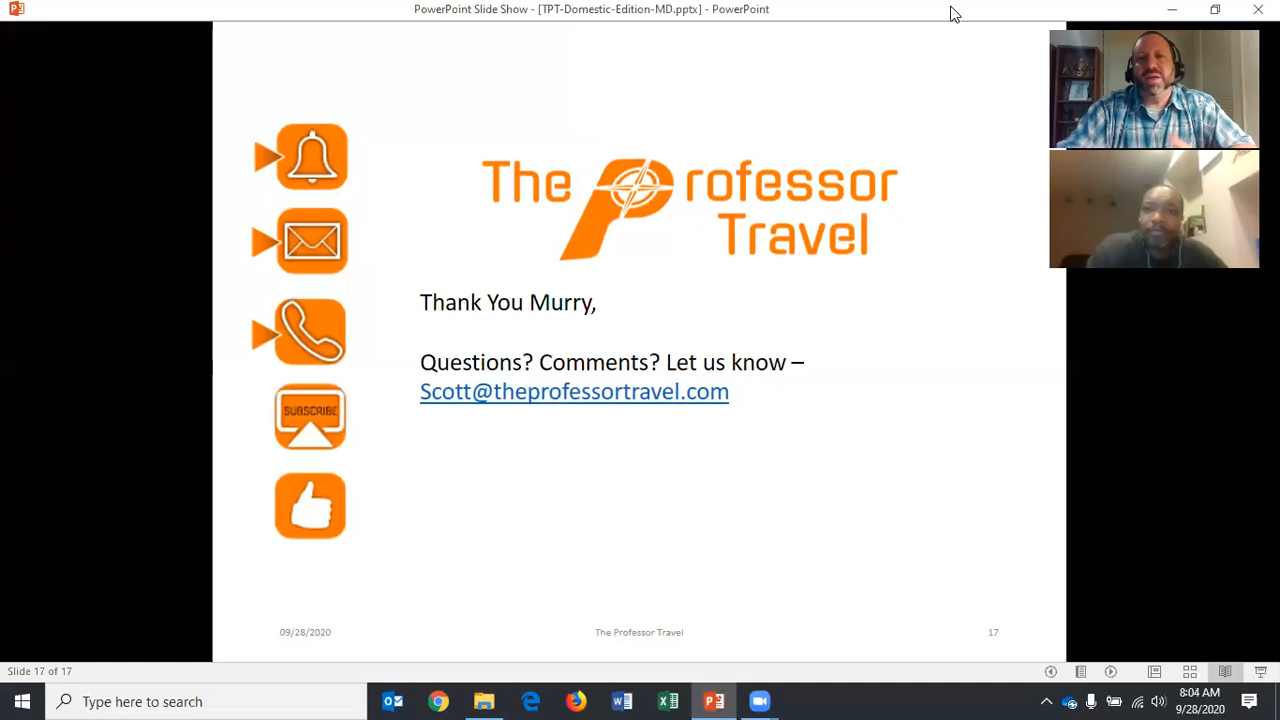 PowerPoint Slide Show - [TPT-Domestic-Edition-MD.pptx] - PowerPoint
The Professor
Travel
Thank You Murry,
Questions? Comments? Let us know –
Scott@theprofessortravel.com
SUBSCRIBE
09/28/2020
The Professor Travel
17
Slide 17 of 17
Type here to search
8:04 AM
9/28/2020